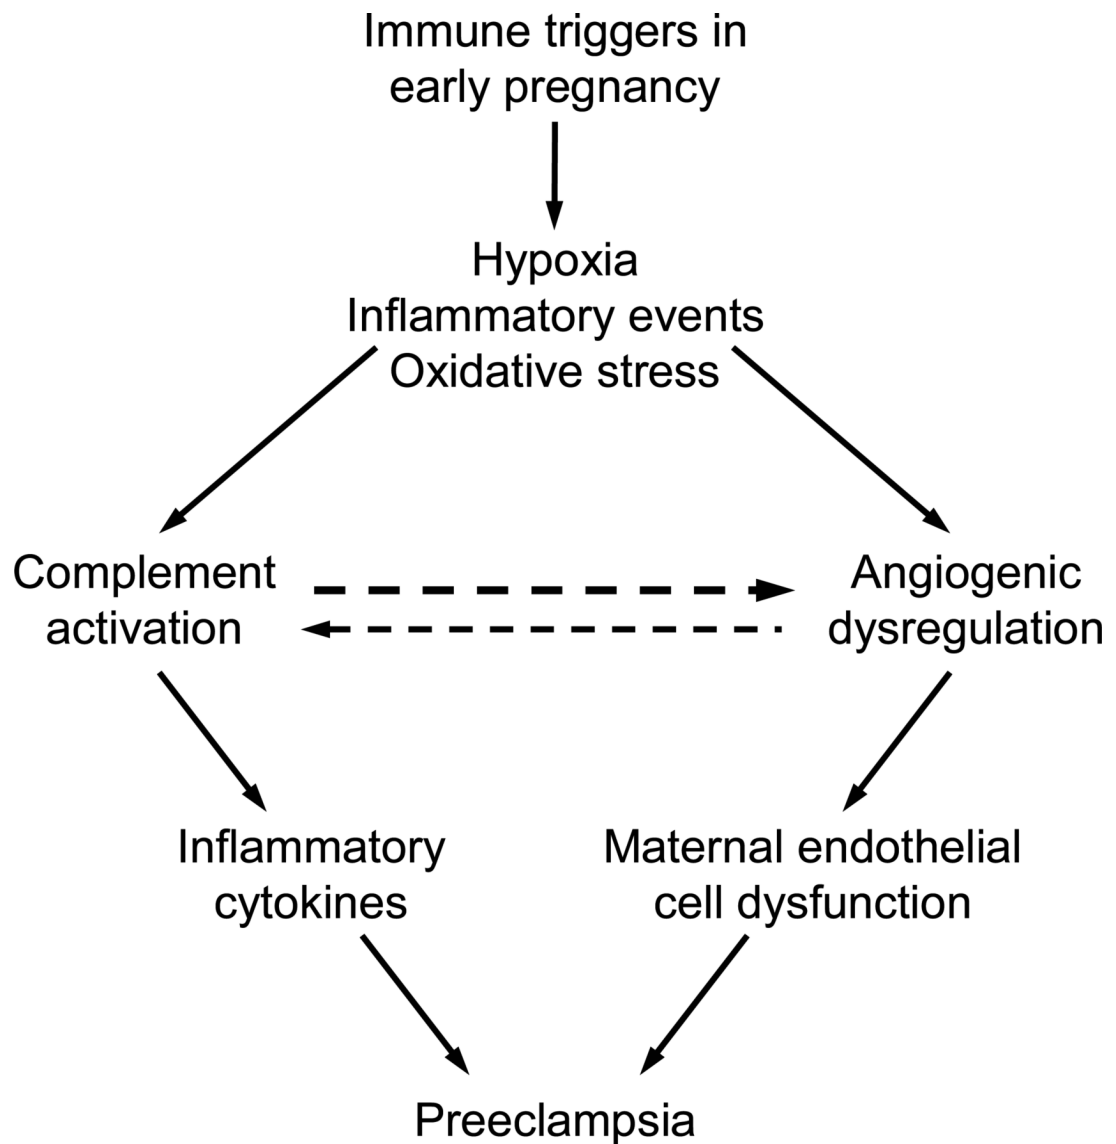 Immune triggers in
early pregnancy
Hypoxia
Inflammatory events
Oxidative stress
Complement
activation
Angiogenic
dysregulation
Inflammatory
cytokines
Maternal endothelial
cell dysfunction
Preeclampsia